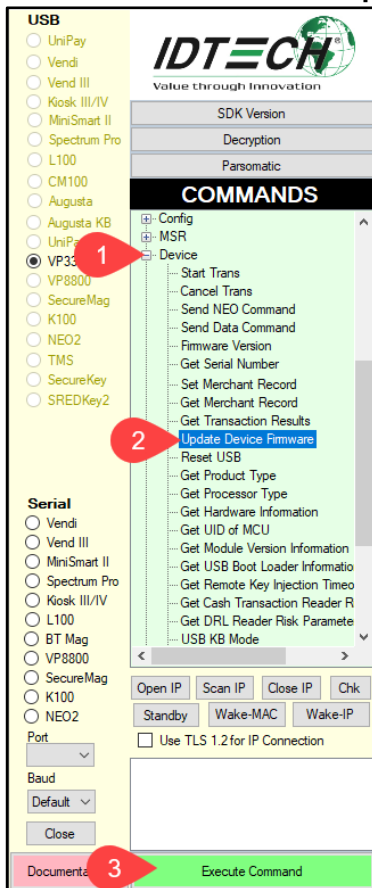 USB
UniPay
Vendi
Vend III
Kiosk III/IV
MiniSmart II
Spectrum Pro
L100
CM100
Augusta
Augusta KB
VP8800
SecureMag
K100
NEO2
TMS
SecureKey
SREDKey2
Serial
Vendi
Vend III
MiniSmart II
Spectrum Pro
Kiosk III/IV
L100
BT Mag
VP8800
SecureMag
K100
NEO2
Port
Baud
Default
Close
IDTECH®
Value through Innovation
SDK Version
Decryption
Parsomatic
COMMANDS
Config
MSR
1
Device
Start Trans
Cancel Trans
Send NEO Command
Send Data Command
Firmware Version
Get Serial Number
Set Merchant Record
Get Merchant Record
Get Transaction Results
2
Update Device Firmware
Reset USB
Get Product Type
Get Processor Type
Get Hardware Information
Get UID of MCU
Get Module Version Information
Get USB Boot Loader Informatio
Get Remote Key Injection Timeo
Get Cash Transaction Reader R
Get DRL Reader Risk Paramete
USB KB Mode
Open IP Scan IP Close IP Chk
Standby Wake-MAC Wake-IP
Use TLS 1.2 for IP Connection
3 Execute Command